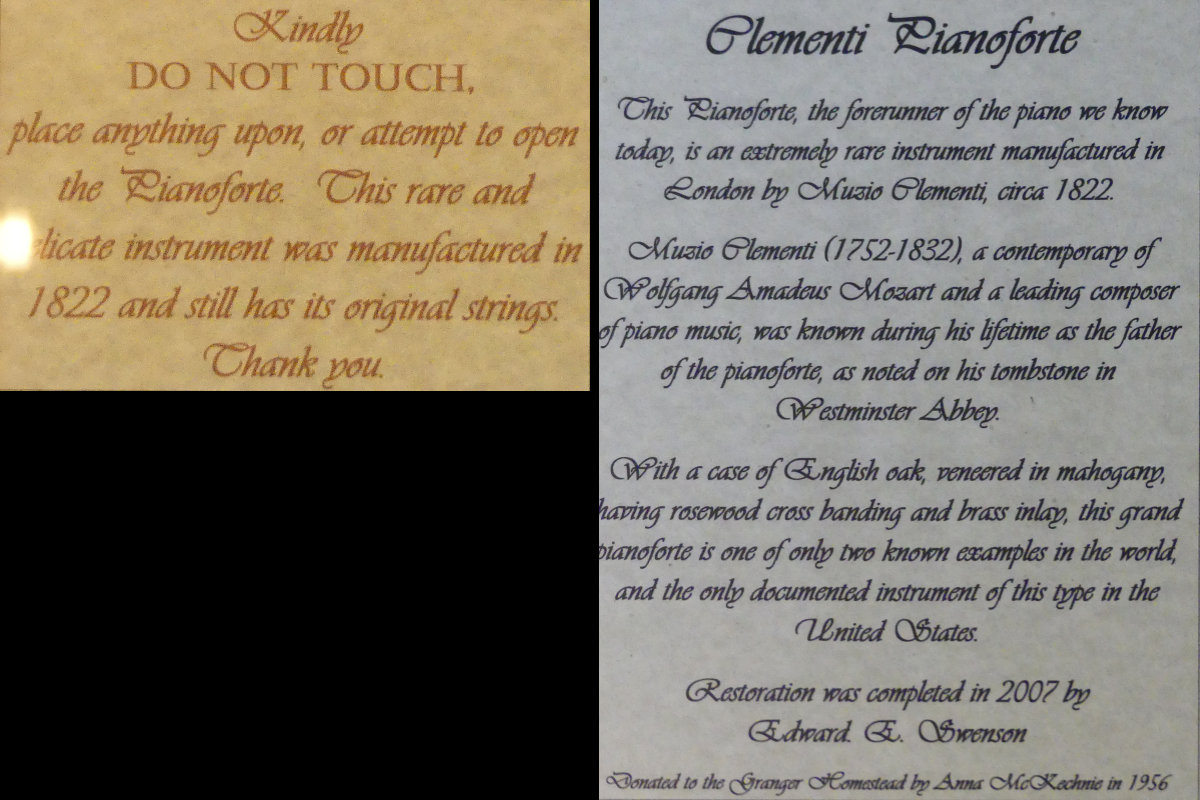 Kindly
DO NOT TOUCH,
place anything upon, or attempt to open
the Pianoforte. This rare and
instrument was manufactured in
1822 and still has its original strings.
Thank you.
Clementi Pianoforte
This Pianoforte, the forerunner of the piano we know
today, is an extremely rare instrument manufactured in
London by Muzio Clementi, circa 1822.
Muzio Clementi (1752-1832), a contemporary of
Wolfgang Amadeus Mozart and a leading composer
of piano music, was known during his lifetime as the father
of the pianoforte, as noted on his tombstone in
Westminster Abbey.
With a case of English oak, veneered in mahogany,
having rosewood cross banding and brass inlay, this grand
pianoforte is one of only two known examples in the world,
and the only documented instrument of this type in the
United States.
Restoration was completed in 2007 by
Edward. E. Swenson
Donated to the Granger Homestead by Anna McKechnie in 1956